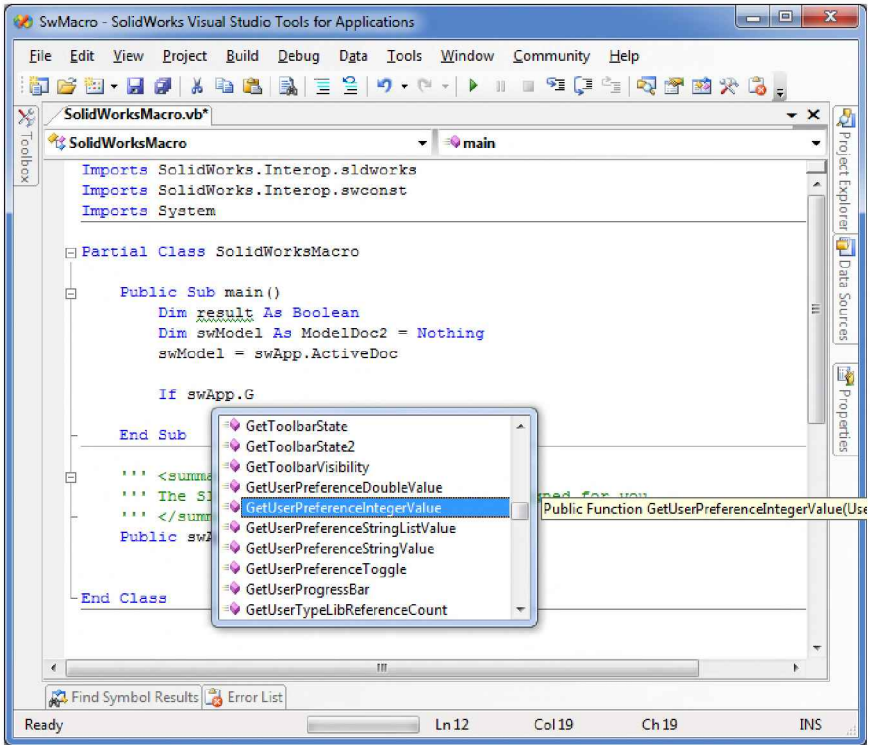 SwMacro - SolidWorks Visual Studio Tools for Applications
File Edit View Project Build Debug Data Tools Window Community Help
Toolbox
SolidWorksMacro.vb*
SolidWorksMacro main
Imports SolidWorks.Interop.sldworks
Imports SolidWorks.Interop.swconst
Imports System
Partial Class SolidWorksMacro
Public Sub main()
Dim result As Boolean
Dim swModel As ModelDoc2 = Nothing
swModel = swApp.ActiveDoc
If swApp.G
End Sub
''' <summa
''' The Sl
''' </summ
Public swA
End Class
GetToolbarState
GetToolbarState2
GetToolbarVisibility
GetUserPreferenceDoubleValue
GetUserPreferenceIntegerValue
GetUserPreferenceStringListValue
GetUserPreferenceStringValue
GetUserPreferenceToggle
GetUserProgressBar
GetUserTypeLibReferenceCount
for you
Public Function GetUserPreferenceIntegerValue(Use
Project Explorer
Data Sources
Properties
Find Symbol Results Error List
Ready Ln 12 Col 19 Ch 19 INS